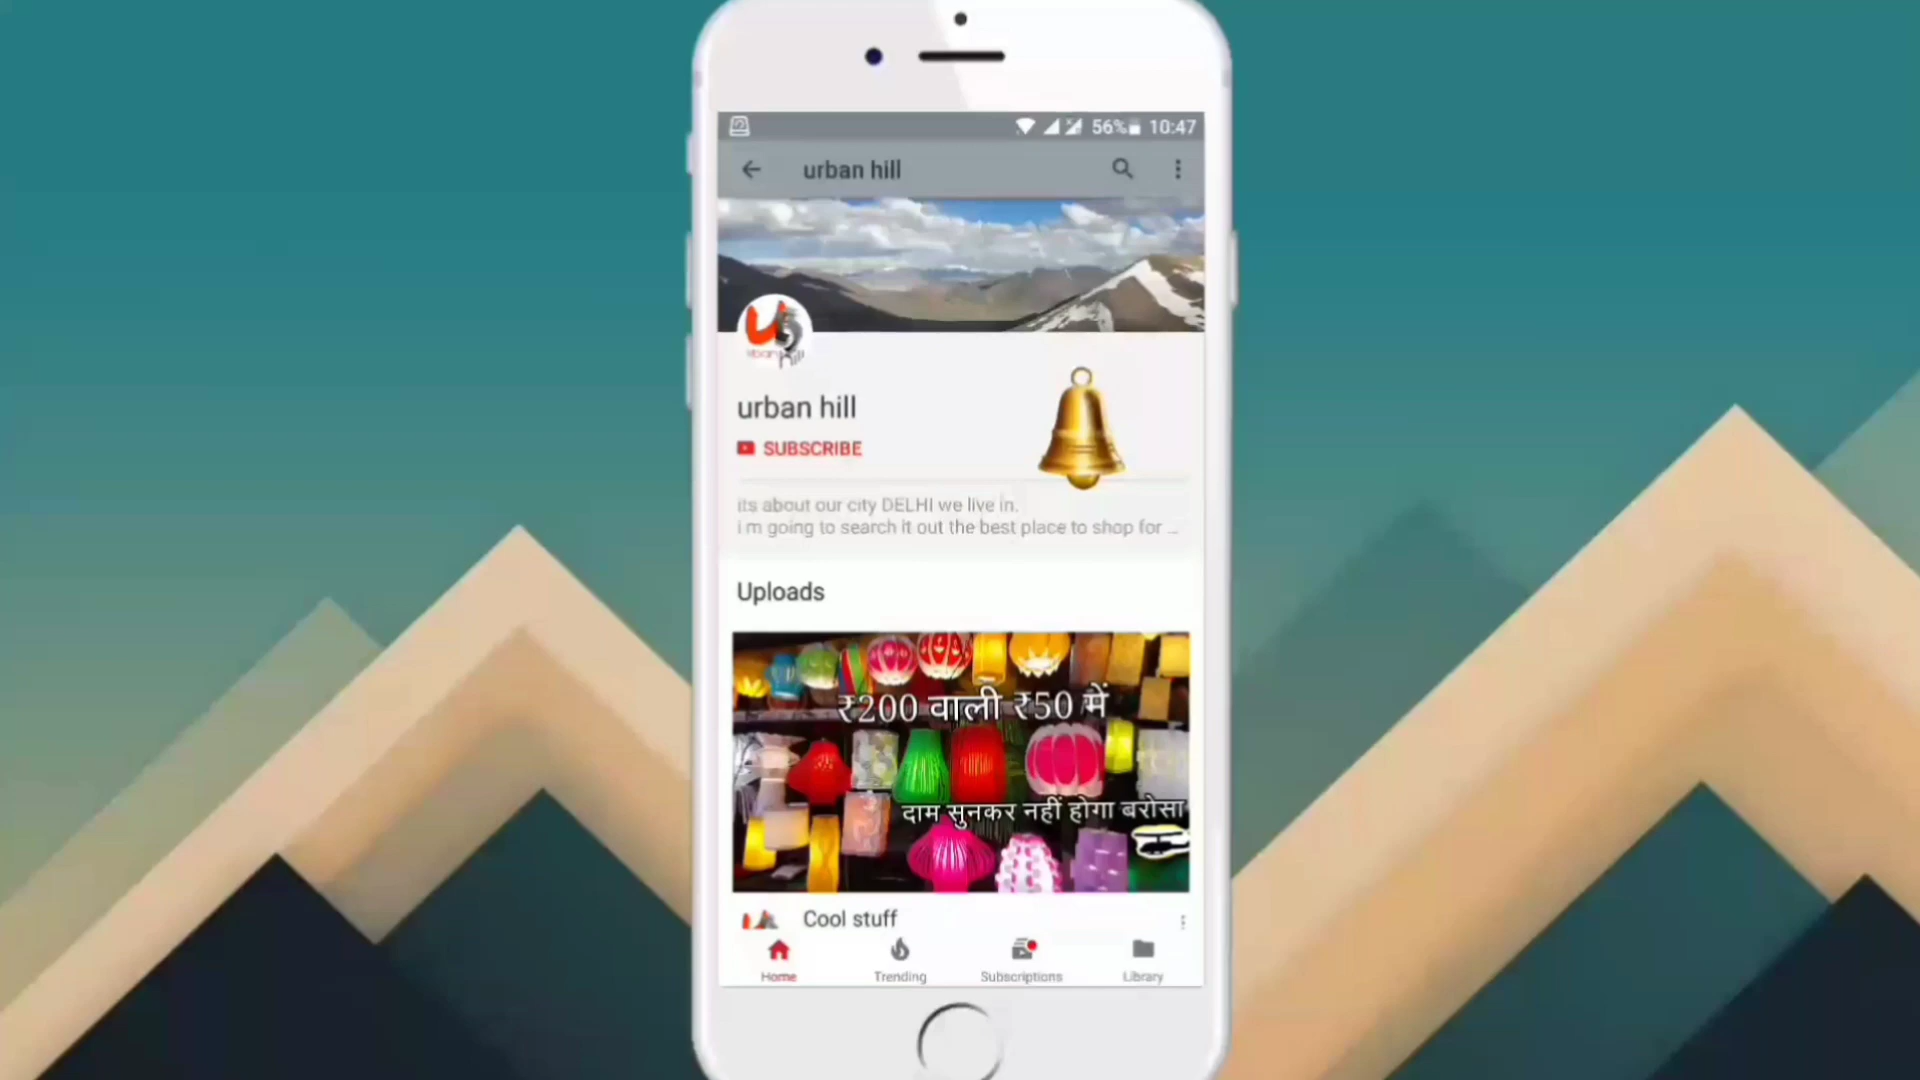 56% 10:47
urban hill
urban hill
urban hill
SUBSCRIBE
its about our city DELHI we live in.
i m going to search it out the best place to shop for ...
Uploads
₹200 वाली ₹50 में
दाम सुनकर नहीं होगा बरोसा
Cool stuff
Home Trending Subscriptions Library